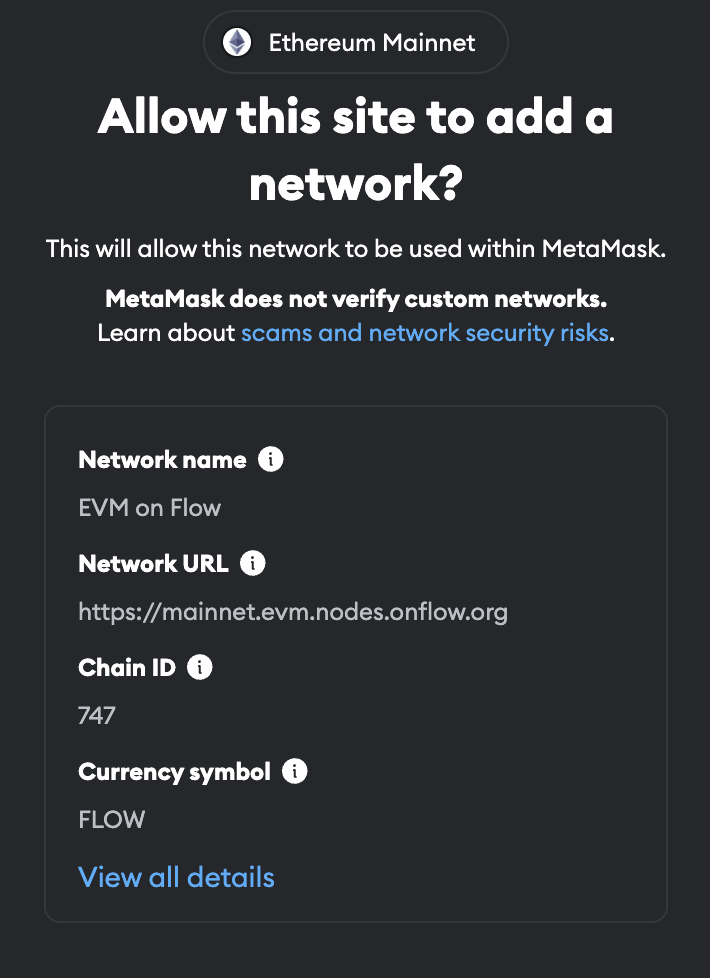 Ethereum Mainnet
Allow this site to add a
network?
This will allow this network to be used within MetaMask.
MetaMask does not verify custom networks.
Learn about scams and network security risks.
Network name
EVM on Flow
Network URL
https://mainnet.evm.nodes.onflow.org
Chain ID
747
Currency symbol
FLOW
View all details